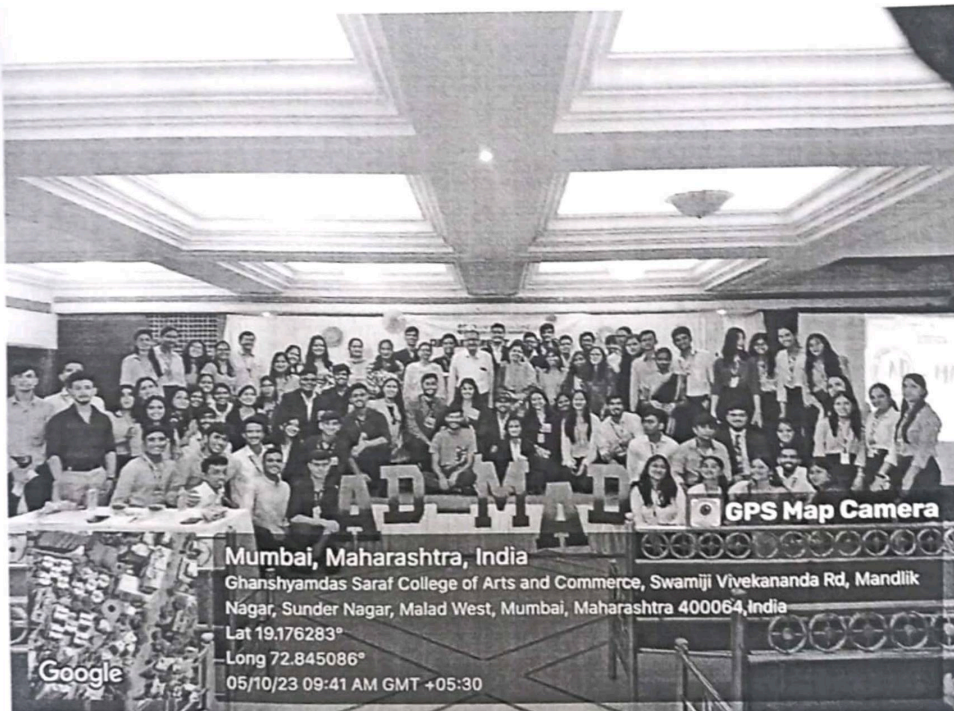 AD-MAD
GPS Map Camera
Mumbai, Maharashtra, India
Ghanshyamdas Saraf College of Arts and Commerce, Swamiji Vivekananda Rd, Mandlik
Nagar, Sunder Nagar, Malad West, Mumbai, Maharashtra 400064,India
Lat 19.176283°
Long 72.845086°
05/10/23 09:41 AM GMT +05:30
Google